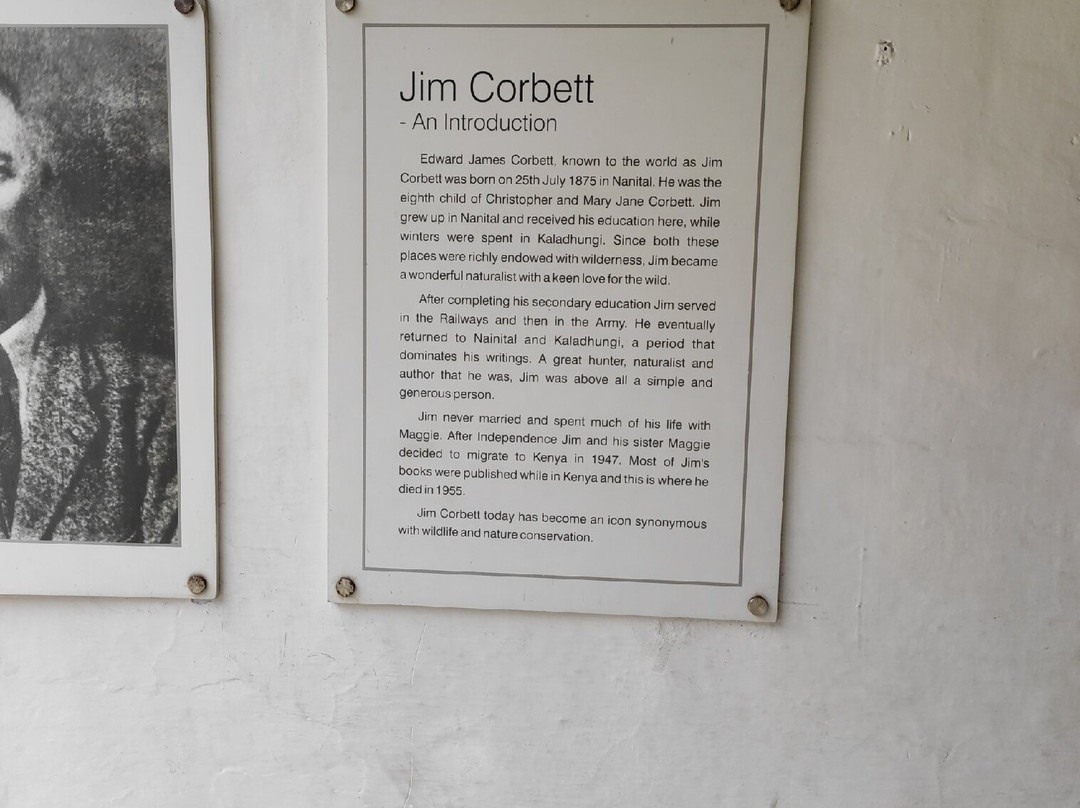 Jim Corbett
- An Introduction
Edward James Corbett, known to the world as Jim
Corbett was born on 25th July 1875 in Nanital. He was the
eighth child of Christopher and Mary Jane Corbett. Jim
grew up in Nanital and received his education here, while
winters were spent in Kaladhungi. Since both these
places were richly endowed with wilderness, Jim became
a wonderful naturalist with a keen love for the wild.
After completing his secondary education Jim served
in the Railways and then in the Army. He eventually
returned to Nainital and Kaladhungi, a period that
dominates his writings. A great hunter, naturalist and
author that he was, Jim was above all a simple and
generous person.
Jim never married and spent much of his life with
Maggie. After Independence Jim and his sister Maggie
decided to migrate to Kenya in 1947. Most of Jim's
books were published while in Kenya and this is where he
died in 1955.
Jim Corbett today has become an icon synonymous
with wildlife and nature conservation.